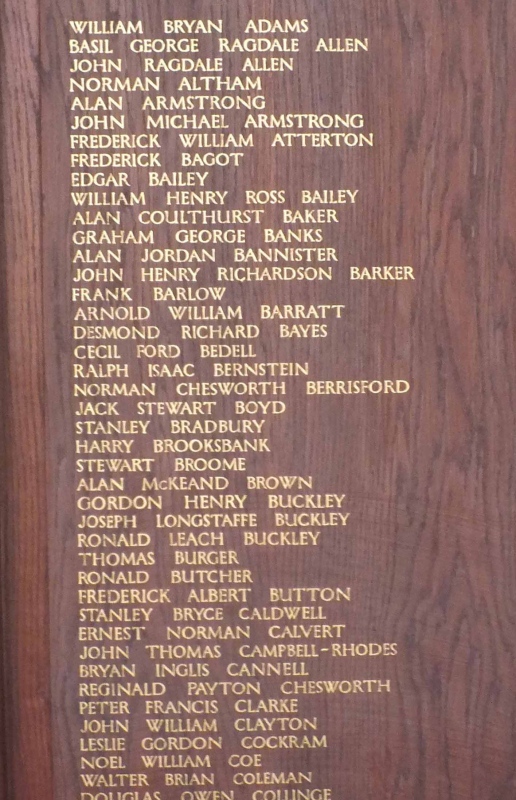 WILLIAM BRYAN ADAMS
BASIL GEORGE RAGDALE ALLEN
JOHN RAGDALE ALLEN
NORMAN ALTHAM
ALAN ARMSTRONG
JOHN MICHAEL ARMSTRONG
FREDERICK WILLIAM ATTERTON
FREDERICK BAGOT
EDGAR BAILEY
WILLIAM HENRY ROSS BAILEY
ALAN COULTHURST BAKER
GRAHAM GEORGE BANKS
ALAN JORDAN BANNISTER
JOHN HENRY RICHARDSON BARKER
FRANK BARLOW
ARNOLD WILLIAM BARRATT
DESMOND RICHARD BAYES
CECIL FORD BEDELL
RALPH ISAAC BERNSTEIN
NORMAN CHESWORTH BERRISFORD
JACK STEWART BOYD
STANLEY BRADBURY
HARRY BROOKSBANK
STEWART BROOME
ALAN McKEAND BROWN
GORDON HENRY BUCKLEY
JOSEPH LONGSTAFFE BUCKLEY
RONALD LEACH BUCKLEY
THOMAS BURGER
RONALD BUTCHER
FREDERICK ALBERT BUTTON
STANLEY BRYCE CALDWELL
ERNEST NORMAN CALVERT
JOHN THOMAS CAMPBELL-RHODES
BRYAN INGLIS CANNELL
REGINALD PAYTON CHESWORTH
PETER FRANCIS CLARKE
JOHN WILLIAM CLAYTON
LESLIE GORDON COCKRAM
NOEL WILLIAM COE
WALTER BRIAN COLEMAN
DOUGLAS OWEN COLLINGE